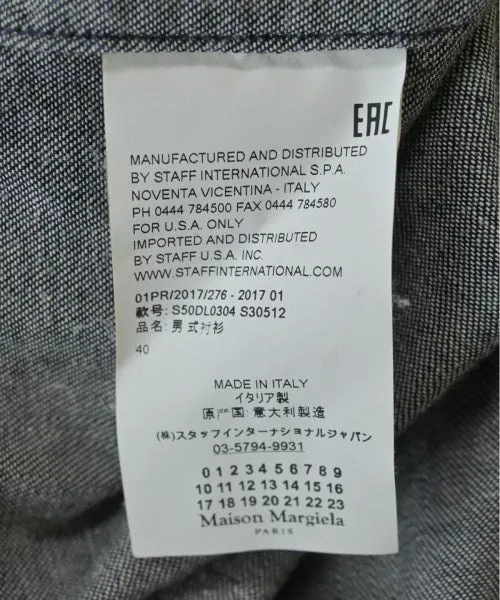 EAC
MANUFACTURED AND DISTRIBUTED
BY STAFF INTERNATIONAL S.P.A.
NOVENTA VICENTINA - ITALY
PH 0444 784500 FAX 0444 784580
FOR U.S.A. ONLY
IMPORTED AND DISTRIBUTED
BY STAFF U.S.A. INC.
WWW.STAFFINTERNATIONAL.COM
01PR/2017/276 - 2017 01
款号: S50DL0304 S30512
品名: 男式衬衫
40
MADE IN ITALY
イタリア製
原产国: 意大利製造
(株)スタッフインターナショナルジャパン
03-5794-9931
0 1 2 3 4 5 6 7 8 9
10 11 12 13 14 15 16
17 18 19 20 21 22 23
Maison Margiela
PARIS